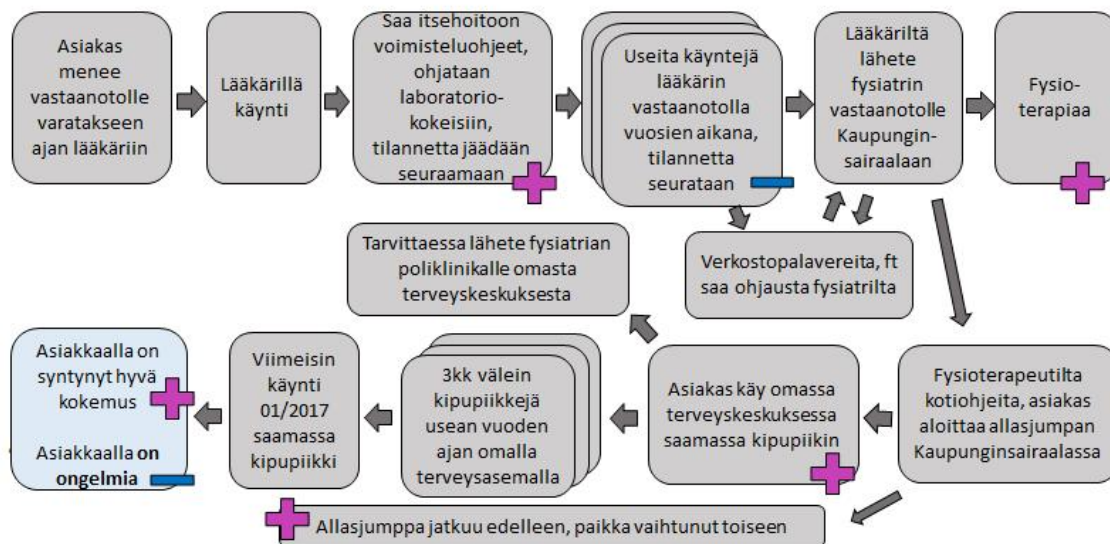 Asiakas
menee
vastaanotolle
varatakseen
ajan lääkäriin
Lääkärillä
käynti
Saa itsehoitoon
voimisteluohjeet,
ohjataan
laboratorio-
kokeisiin,
tilannetta jäädään
seuraamaan
Useita käyntejä
lääkärin
vastaanotolla
vuosien aikana,
tilannetta
seurataan
Lääkäriltä
lähete
fysiatrin
vastaanotolle
Kaupungin-
sairaalaan
Fysio-
terapiaa
Tarvittaessa lähete fysiatrian
poliklinikalle omasta
terveyskeskuksesta
Verkostopalavereita, ft
saa ohjausta fysiatrilta
Asiakkaalla on
syntynyt hyvä
kokemus
Asiakkaalla on
ongelmia
Viimeisin
käynti
01/2017
saamassa
kipupiikki
3kk välein
kipupiikkejä
usean vuoden
ajan omalla
terveysasemalla
Asiakas käy omassa
terveyskeskuksessa
saamassa kipupiikin
Fysioterapeutilta
kotiohjeita, asiakas
aloittaa allasjumpan
Kaupunginsairaalassa
Allasjumppa jatkuu edelleen, paikka vaihtunut toiseen